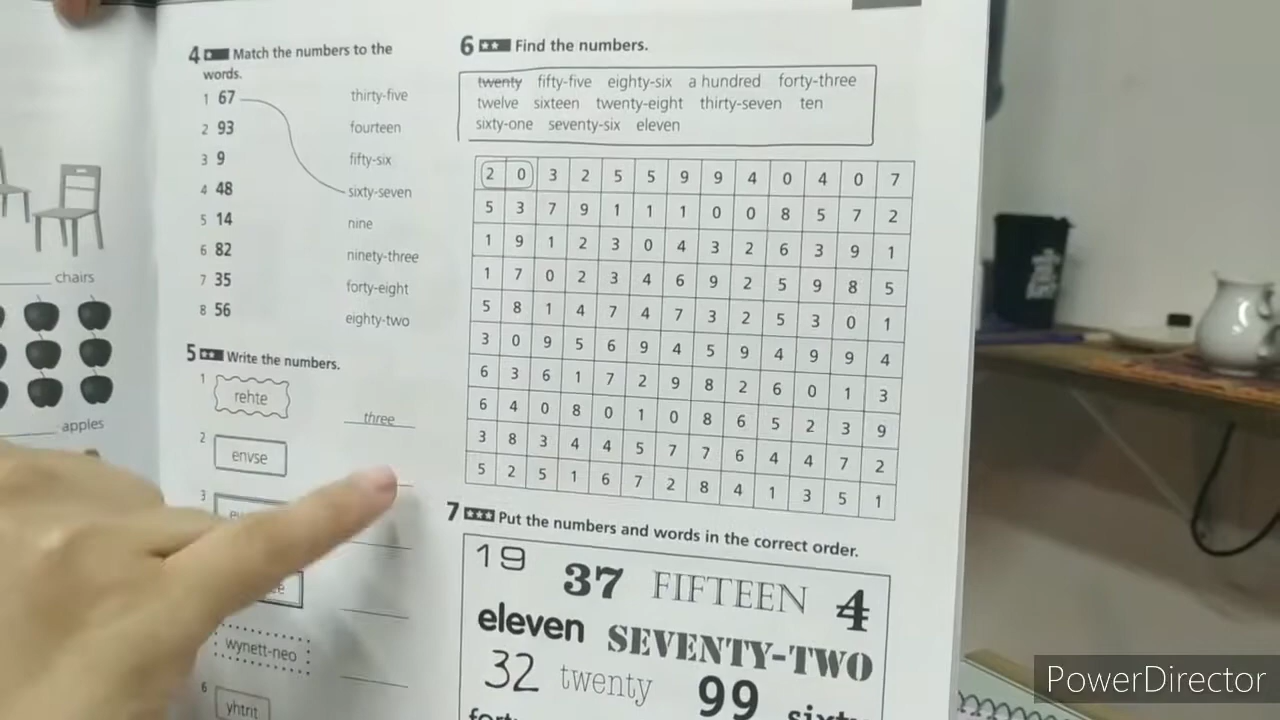 4 Match the numbers to the
words.
1 67 thirty-five
2 93 fourteen
3 9 fifty-six
4 48 sixty-seven
5 14 nine
6 82 ninety-three
7 35 forty-eight
8 56 eighty-two
5 Write the numbers.
1 rehte three
2 envse
3
wynett-neo
6 yhtrit
chairs
apples
6 Find the numbers.
twenty fifty-five eighty-six a hundred forty-three
twelve sixteen twenty-eight thirty-seven ten
sixty-one seventy-six eleven
2 0 3 2 5 5 9 9 4 0 4 0 7
5 3 7 9 1 1 1 0 0 8 5 7 2
1 9 1 2 3 0 4 3 2 6 3 9 1
1 7 0 2 3 4 6 9 2 5 9 8 5
5 8 1 4 7 4 7 3 2 5 3 0 1
3 0 9 5 6 9 4 5 9 4 9 9 4
6 3 6 1 7 2 9 8 2 6 0 1 3
6 4 0 8 0 1 0 8 6 5 2 3 9
3 8 3 4 4 5 7 7 6 4 4 7 2
5 2 5 1 6 7 2 8 4 1 3 5 1
7 Put the numbers and words in the correct order.
19 37 FIFTEEN 4
eleven SEVENTY-TWO
32 twenty 99
PowerDirector